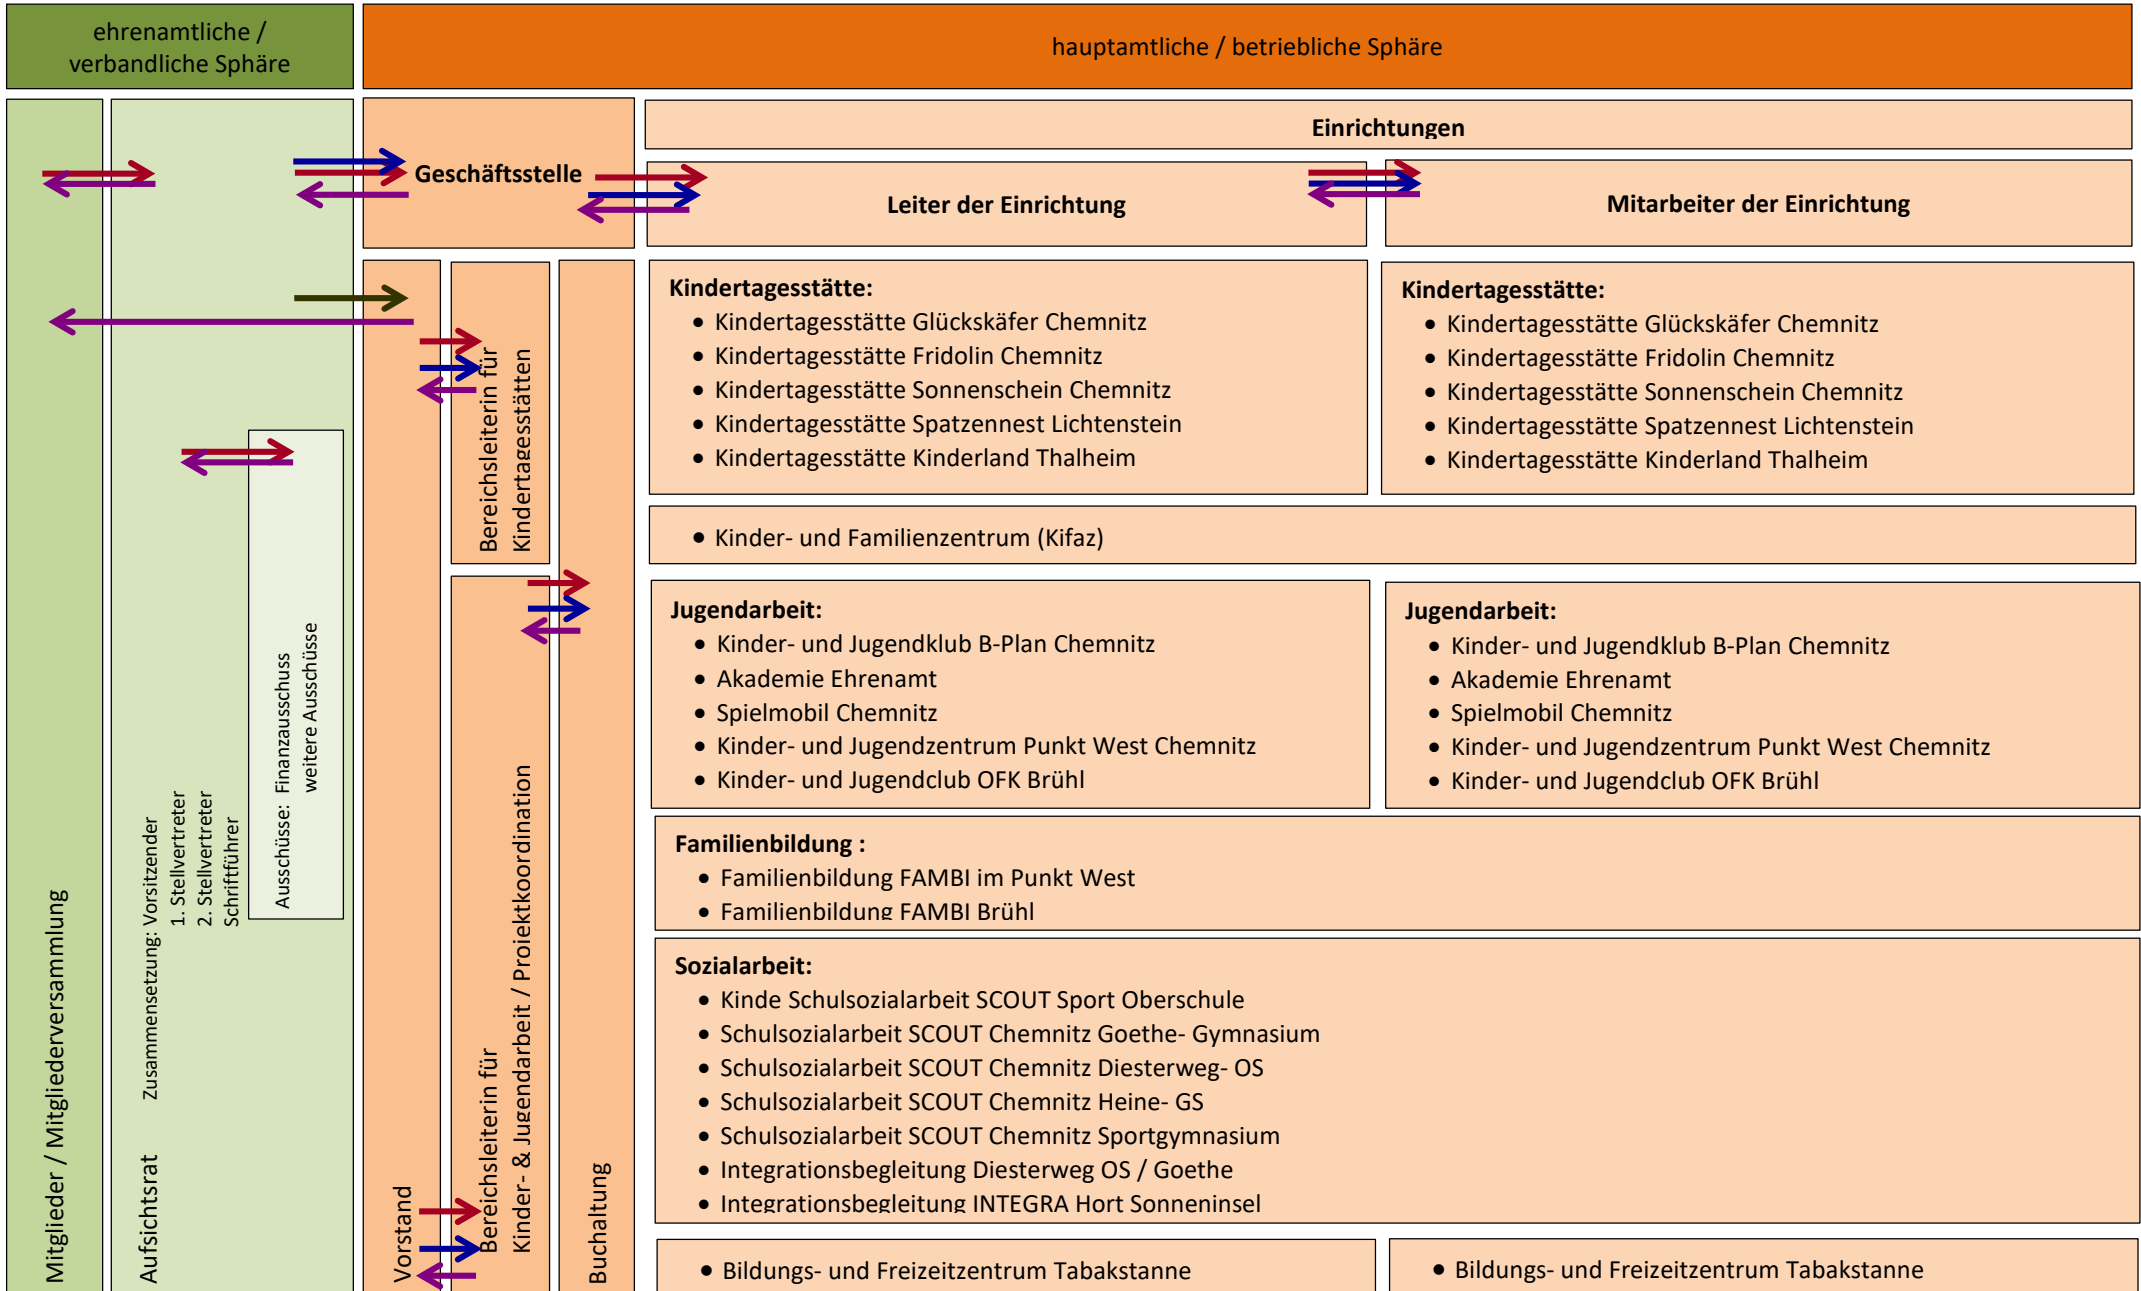 ehrenamtliche /
verbandliche Sphäre
hauptamtliche / betriebliche Sphäre
Mitglieder / Mitgliederversammlung
Aufsichtsrat
Zusammensetzung: Vorsitzender
1. Stellvertreter
2. Stellvertreter
Schriftführer
Ausschüsse: Finanzausschuss
weitere Ausschüsse
Geschäftsstelle
Vorstand
Bereichsleiterin für
Kindertagesstätten
Bereichsleiterin für
Kinder- & Jugendarbeit / Projektkoordination
Buchaltung
Einrichtungen
Leiter der Einrichtung
Mitarbeiter der Einrichtung
Kindertagesstätte:
• Kindertagesstätte Glückskäfer Chemnitz
• Kindertagesstätte Fridolin Chemnitz
• Kindertagesstätte Sonnenschein Chemnitz
• Kindertagesstätte Spatzennest Lichtenstein
• Kindertagesstätte Kinderland Thalheim
Kindertagesstätte:
• Kindertagesstätte Glückskäfer Chemnitz
• Kindertagesstätte Fridolin Chemnitz
• Kindertagesstätte Sonnenschein Chemnitz
• Kindertagesstätte Spatzennest Lichtenstein
• Kindertagesstätte Kinderland Thalheim
• Kinder- und Familienzentrum (Kifaz)
Jugendarbeit:
• Kinder- und Jugendklub B-Plan Chemnitz
• Akademie Ehrenamt
• Spielmobil Chemnitz
• Kinder- und Jugendzentrum Punkt West Chemnitz
• Kinder- und Jugendclub OFK Brühl
Jugendarbeit:
• Kinder- und Jugendklub B-Plan Chemnitz
• Akademie Ehrenamt
• Spielmobil Chemnitz
• Kinder- und Jugendzentrum Punkt West Chemnitz
• Kinder- und Jugendclub OFK Brühl
Familienbildung :
• Familienbildung FAMBI im Punkt West
• Familienbildung FAMBI Brühl
Sozialarbeit:
• Kinde Schulsozialarbeit SCOUT Sport Oberschule
• Schulsozialarbeit SCOUT Chemnitz Goethe- Gymnasium
• Schulsozialarbeit SCOUT Chemnitz Diesterweg- OS
• Schulsozialarbeit SCOUT Chemnitz Heine- GS
• Schulsozialarbeit SCOUT Chemnitz Sportgymnasium
• Integrationsbegleitung Diesterweg OS / Goethe
• Integrationsbegleitung INTEGRA Hort Sonneninsel
• Bildungs- und Freizeitzentrum Tabakstanne
• Bildungs- und Freizeitzentrum Tabakstanne